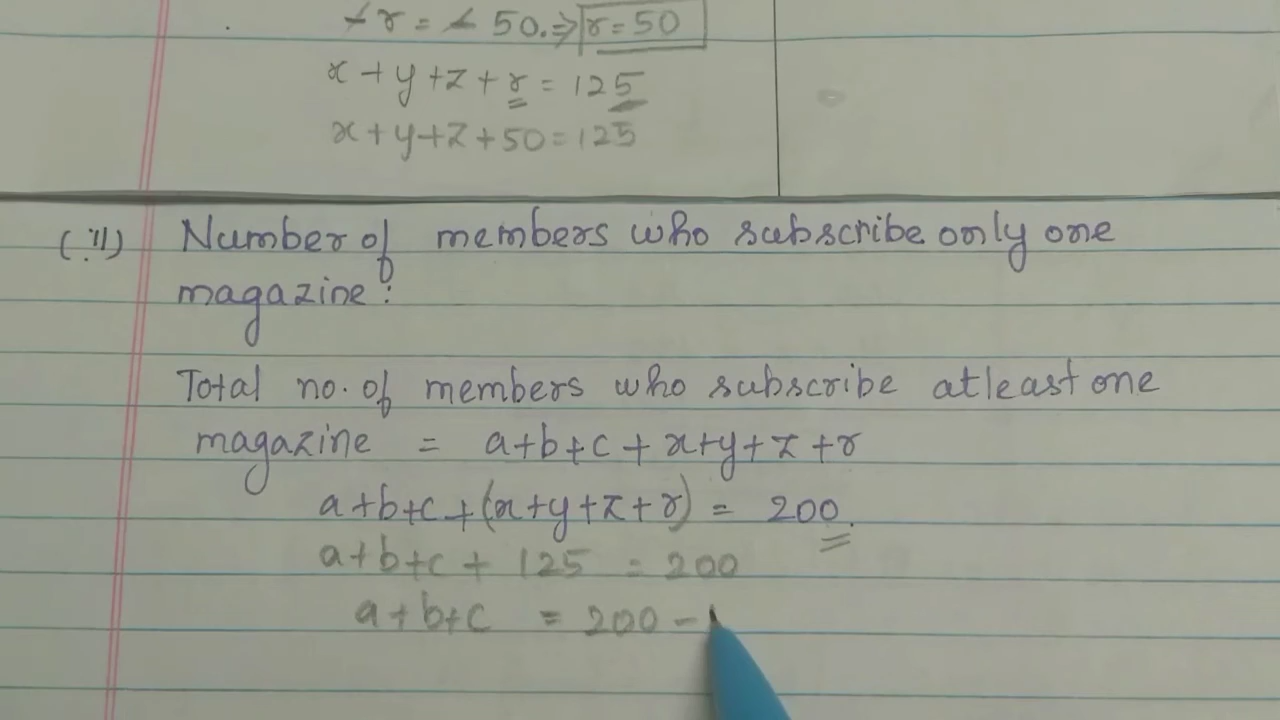 -r = -50. ⇒ r=50
x+y+z+r = 125
x+y+z+50=125
(ii) Number of members who subscribe only one
magazine:
Total no. of members who subscribe atleast one
magazine = a+b+c+x+y+z+r
a+b+c+(x+y+z+r) = 200.
a+b+c+ 125 = 200
a+b+c = 200 -